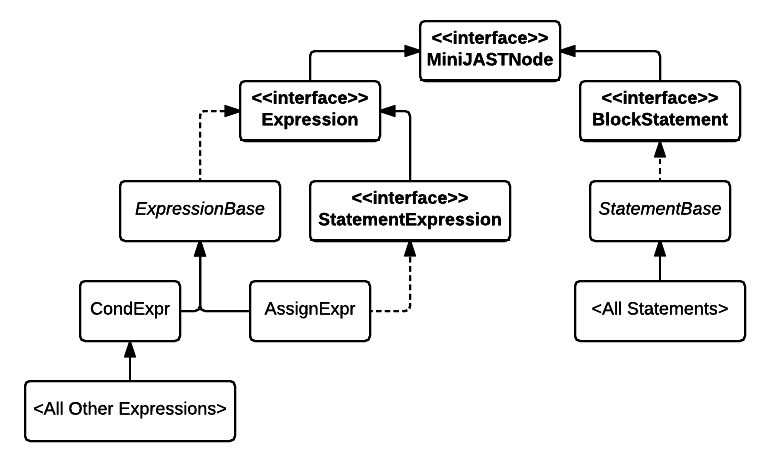 <<interface>>
MiniJASTNode
<<interface>>
Expression
<<interface>>
BlockStatement
ExpressionBase
<<interface>>
StatementExpression
StatementBase
CondExpr
AssignExpr
<All Statements>
<All Other Expressions>